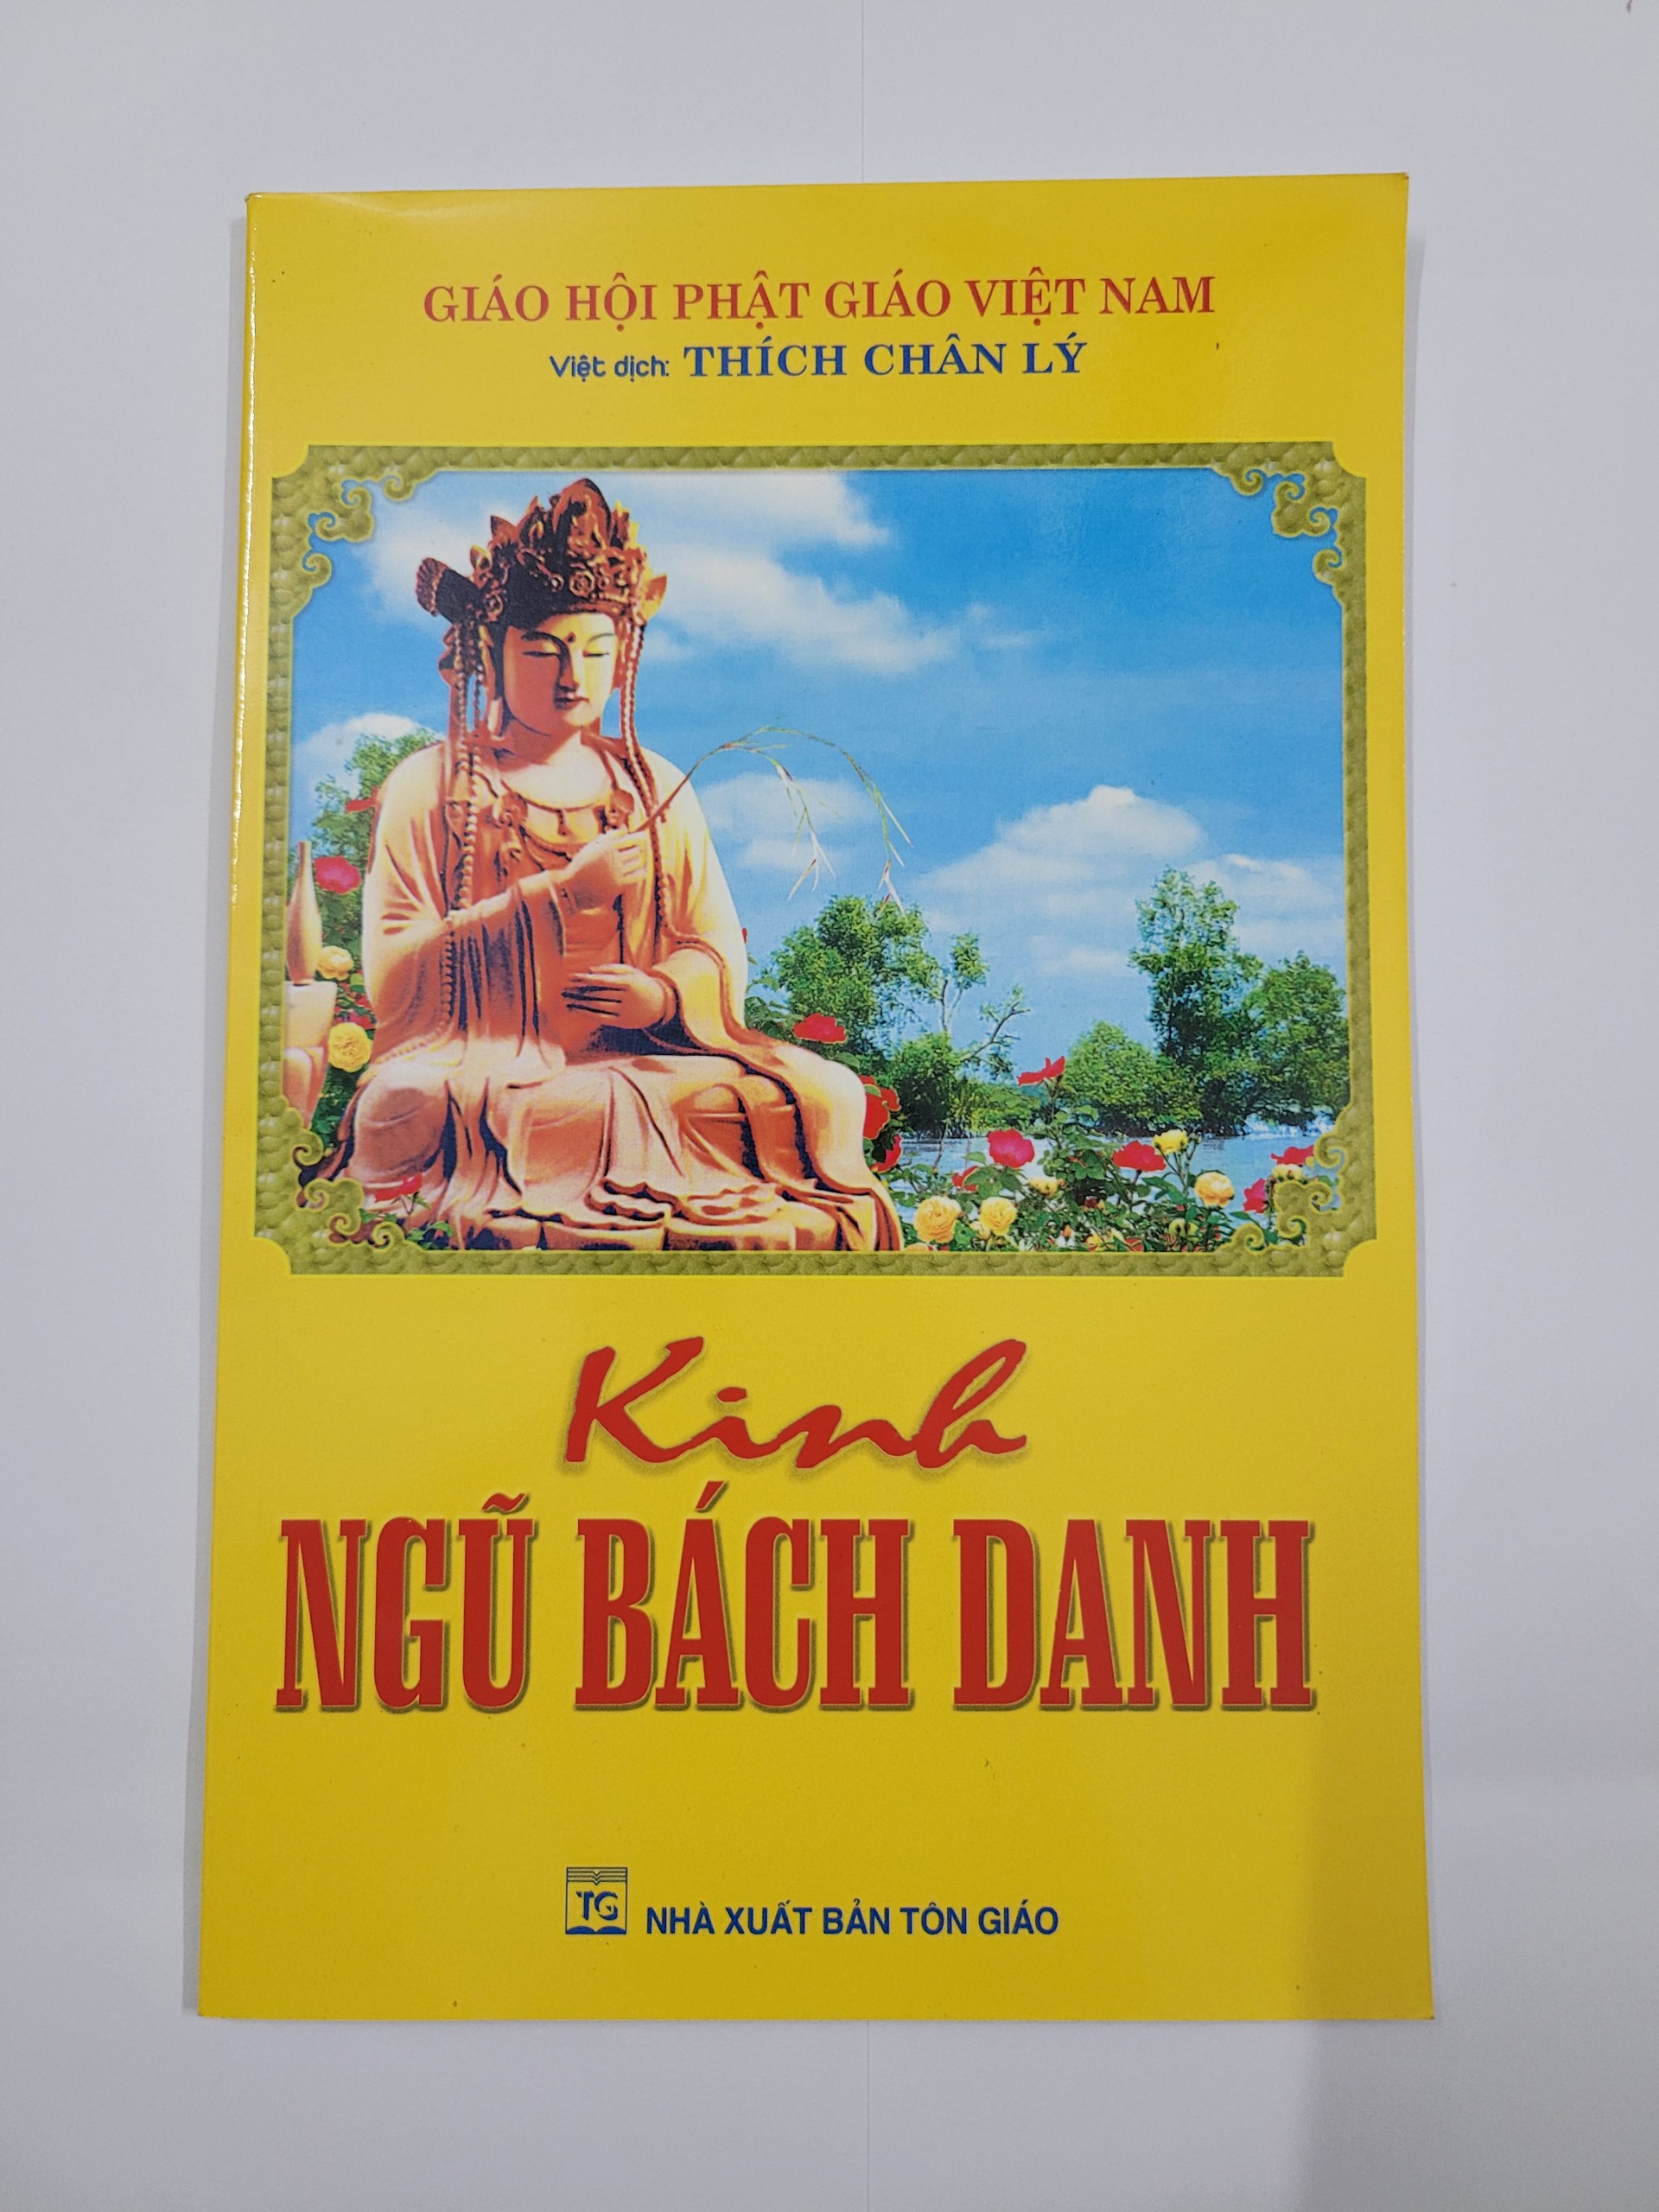 GIÁO HỘI PHẬT GIÁO VIỆT NAM
Việt dịch: THÍCH CHÂN LÝ
Kinh
NGŨ BÁCH DANH
TG NHÀ XUẤT BẢN TÔN GIÁO